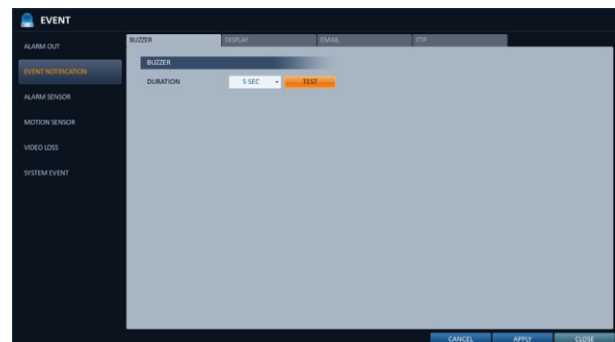 EVENT
ALARM OUT
EVENT NOTIFICATION
ALARM SENSOR
MOTION SENSOR
VIDEO LOSS
SYSTEM EVENT
BUZZER DISPLAY EMAIL FTP
BUZZER
DURATION 5 SEC TEST
CANCEL APPLY CLOSE